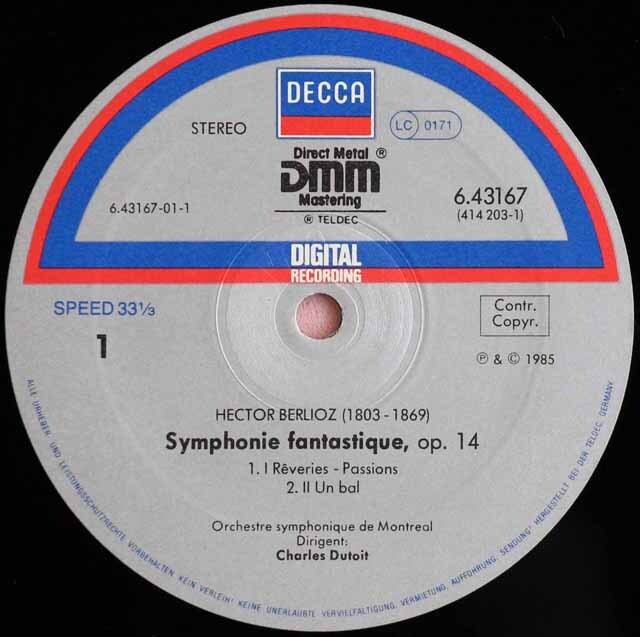 DECCA
STEREO
LC 0171
Direct Metal ®
DMM
Mastering
® TELDEC
6.43167-01-1
6.43167
(414 203-1)
DIGITAL
RECORDING
SPEED 33⅓
Contr.
Copyr.
1
℗ & © 1985
HECTOR BERLIOZ (1803 - 1869)
Symphonie fantastique, op. 14
1. I Rêveries - Passions
2. II Un bal
Orchestre symphonique de Montreal
Dirigent:
Charles Dutoit
ALLE URHEBER- UND LEISTUNGSSCHUTZRECHTE VORBEHALTEN KEIN VERLEIH! KEINE UNERLAUBTE VERVIELFÄLTIGUNG, VERMIETUNG, AUFFÜHRUNG, SENDUNG! HERGESTELLT BEI DER TELDEC, GERMANY